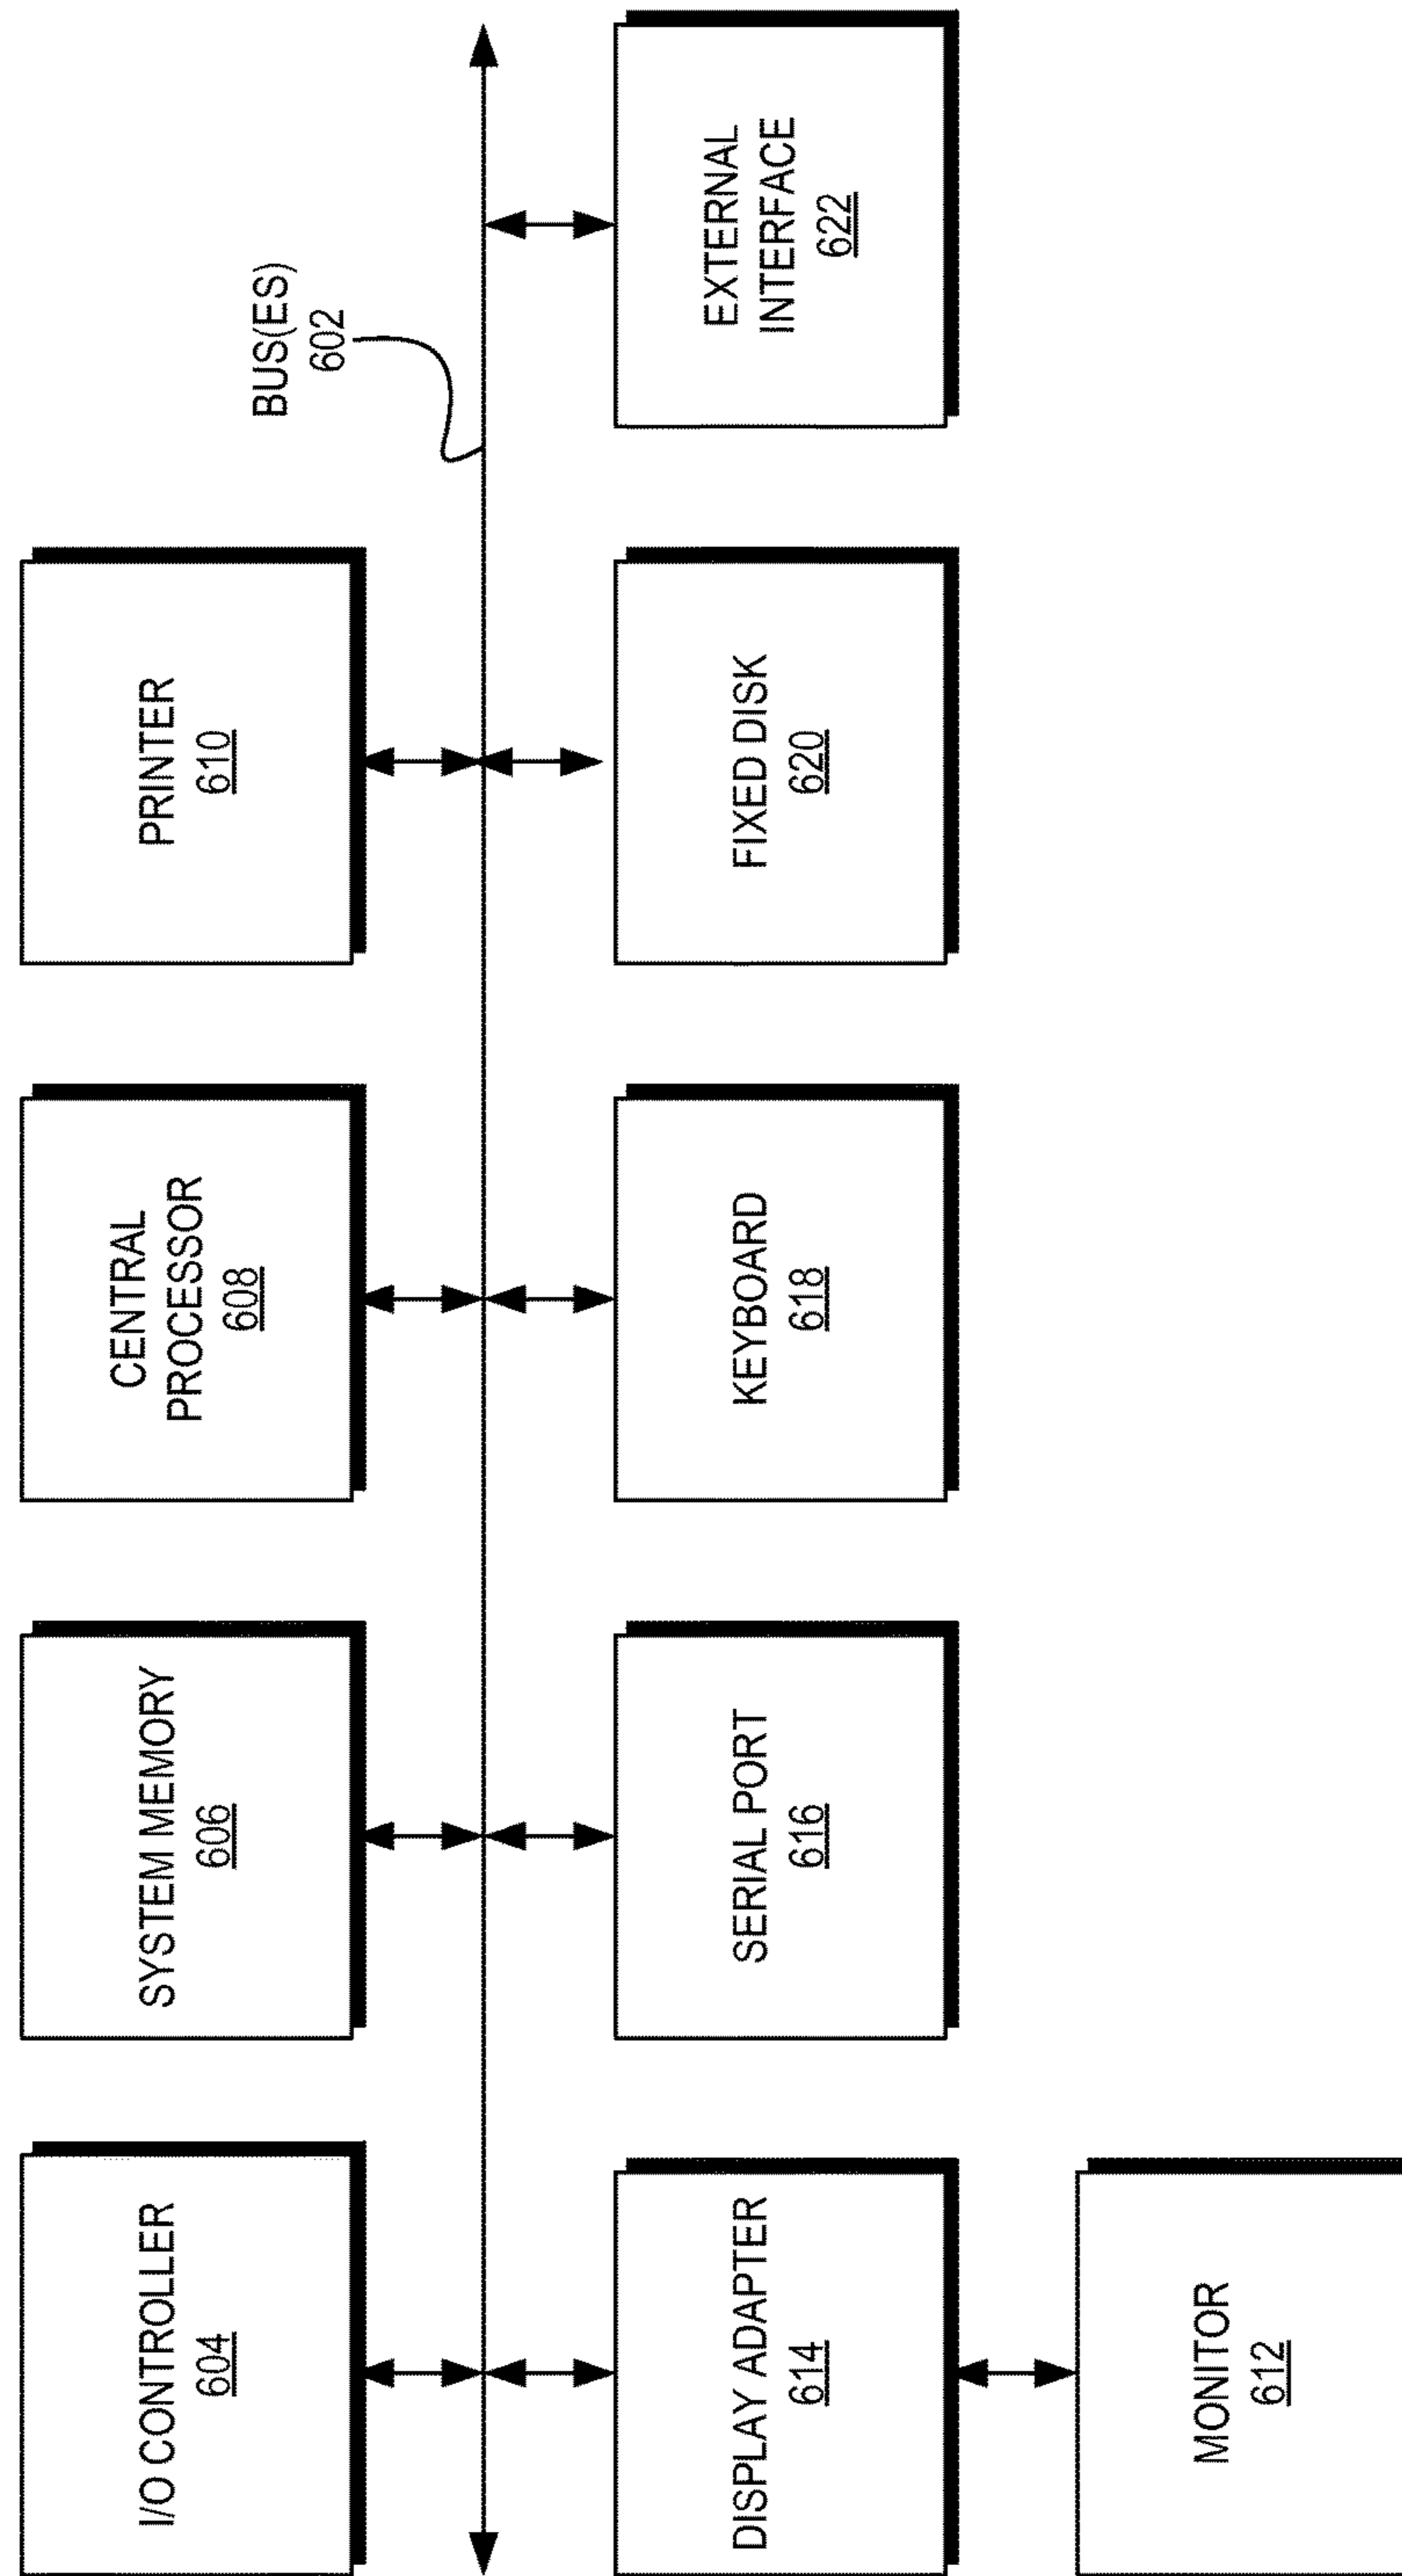 I/O CONTROLLER
604
SYSTEM MEMORY
606
CENTRAL
PROCESSOR
608
PRINTER
610
BUS(ES)
602
DISPLAY ADAPTER
614
SERIAL PORT
616
KEYBOARD
618
FIXED DISK
620
EXTERNAL
INTERFACE
622
MONITOR
612